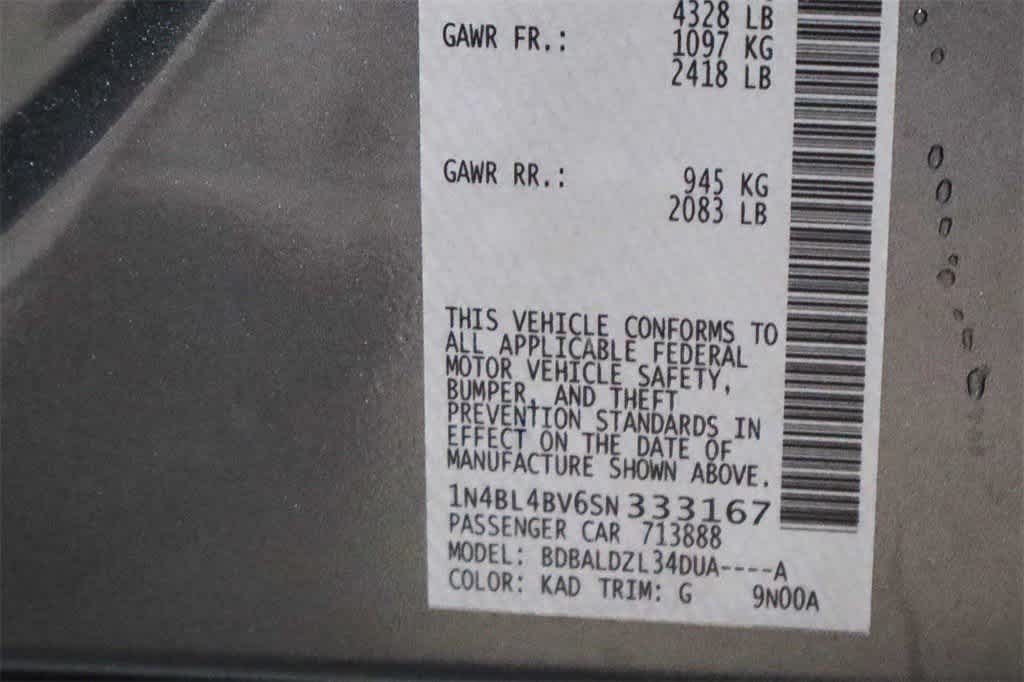 4328 LB
GAWR FR.: 1097 KG
2418 LB
GAWR RR.: 945 KG
2083 LB
THIS VEHICLE CONFORMS TO
ALL APPLICABLE FEDERAL
MOTOR VEHICLE SAFETY,
BUMPER, AND THEFT
PREVENTION STANDARDS IN
EFFECT ON THE DATE OF
MANUFACTURE SHOWN ABOVE.
1N4BL4BV6SN333167
PASSENGER CAR 713888
MODEL: BDBALDZL34DUA----A
COLOR: KAD TRIM: G 9N00A